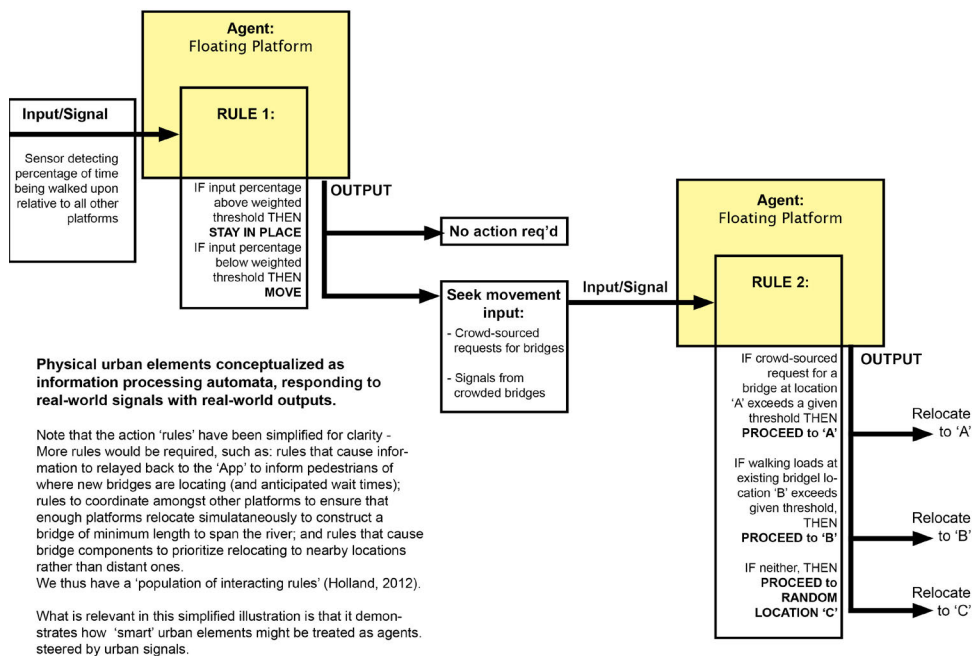 Agent:
Floating Platform
Input/Signal
RULE 1:
Sensor detecting
percentage of time
being walked upon
relative to all other
platforms
IF input percentage
above weighted
threshold THEN
STAY IN PLACE
IF input percentage
below weighted
threshold THEN
MOVE
OUTPUT
No action req’d
Seek movement
input:
- Crowd-sourced
requests for bridges
- Signals from
crowded bridges
Input/Signal
Agent:
Floating Platform
RULE 2:
IF crowd-sourced
request for a
bridge at location
‘A’ exceeds a given
threshold THEN
PROCEED to ‘A’
IF walking loads at
existing bridgel lo-
cation ‘B’ exceeds
given threshold,
THEN
PROCEED to ‘B’
IF neither, THEN
PROCEED to
RANDOM
LOCATION ‘C’
OUTPUT
Relocate
to ‘A’
Relocate
to ‘B’
Relocate
to ‘C’
Physical urban elements conceptualized as
information processing automata, responding to
real-world signals with real-world outputs.
Note that the action ‘rules’ have been simplified for clarity -
More rules would be required, such as: rules that cause infor-
mation to relayed back to the ‘App’ to inform pedestrians of
where new bridges are locating (and anticipated wait times);
rules to coordinate amongst other platforms to ensure that
enough platforms relocate simulataneously to construct a
bridge of minimum length to span the river; and rules that cause
bridge components to prioritize relocating to nearby locations
rather than distant ones.
We thus have a ‘population of interacting rules’ (Holland, 2012).
What is relevant in this simplified illustration is that it demon-
strates how ‘smart’ urban elements might be treated as agents.
steered by urban signals.